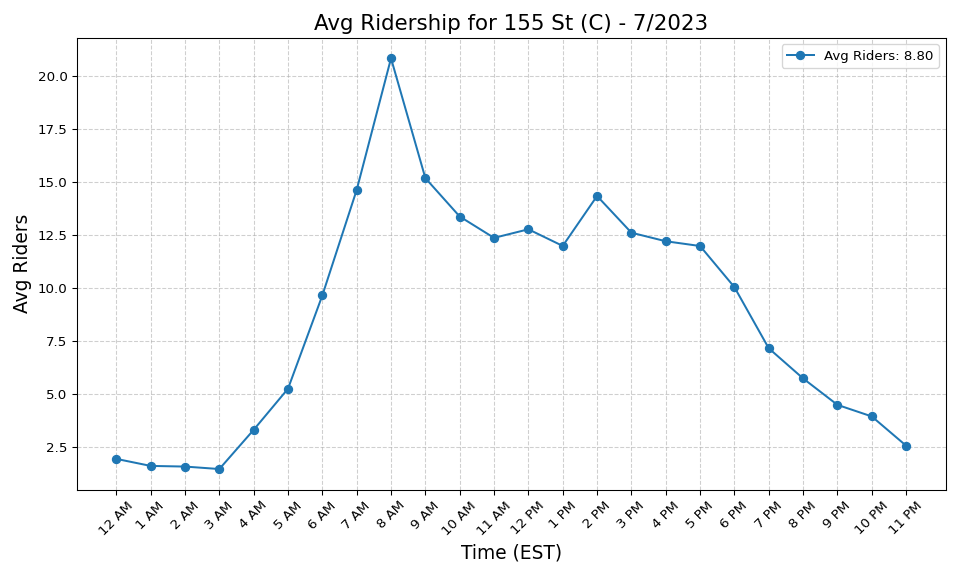 Avg Ridership for 155 St (C) - 7/2023
Avg Riders: 8.80
Avg Riders
20.0
17.5
15.0
12.5
10.0
7.5
5.0
2.5
12 AM
1 AM
2 AM
3 AM
4 AM
5 AM
6 AM
7 AM
8 AM
9 AM
10 AM
11 AM
12 PM
1 PM
2 PM
3 PM
4 PM
5 PM
6 PM
7 PM
8 PM
9 PM
10 PM
11 PM
Time (EST)